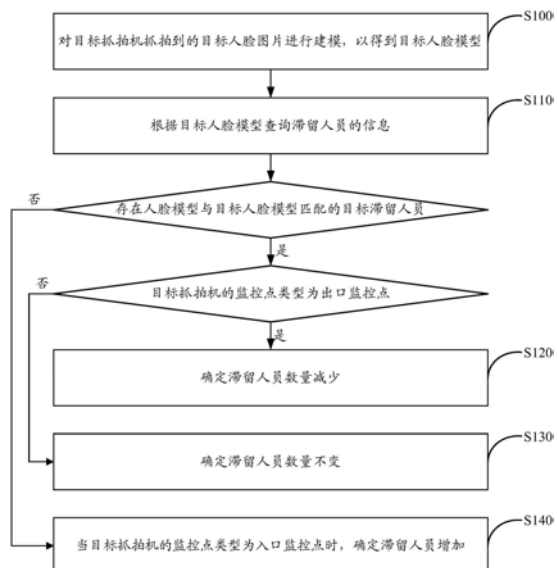 S100
对目标抓拍机抓拍到的目标人脸图片进行建模，以得到目标人脸模型
S110
根据目标人脸模型查询滞留人员的信息
否
存在人脸模型与目标人脸模型匹配的目标滞留人员
是
否
目标抓拍机的监控点类型为出口监控点
是
S120
确定滞留人员数量减少
S130
确定滞留人员数量不变
S140
当目标抓拍机的监控点类型为入口监控点时，确定滞留人员增加